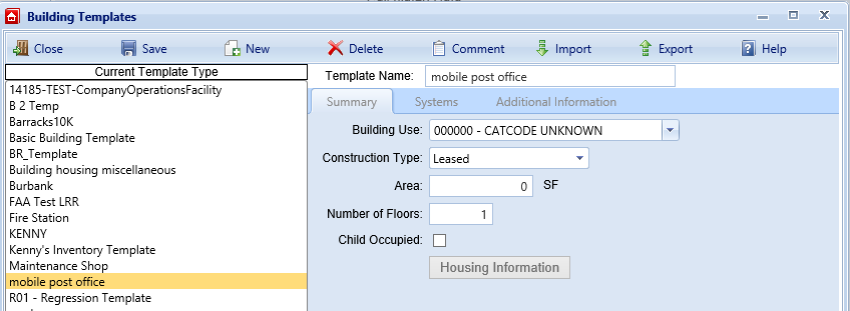 Building Templates
Close Save New Delete Comment Import Export Help
Current Template Type
14185-TEST-CompanyOperationsFacility
B 2 Temp
Barracks10K
Basic Building Template
BR_Template
Building housing miscellaneous
Burbank
FAA Test LRR
Fire Station
KENNY
Kenny's Inventory Template
Maintenance Shop
mobile post office
R01 - Regression Template
Template Name: mobile post office
Summary Systems Additional Information
Building Use: 000000 - CATCODE UNKNOWN
Construction Type: Leased
Area: 0 SF
Number of Floors: 1
Child Occupied:
Housing Information